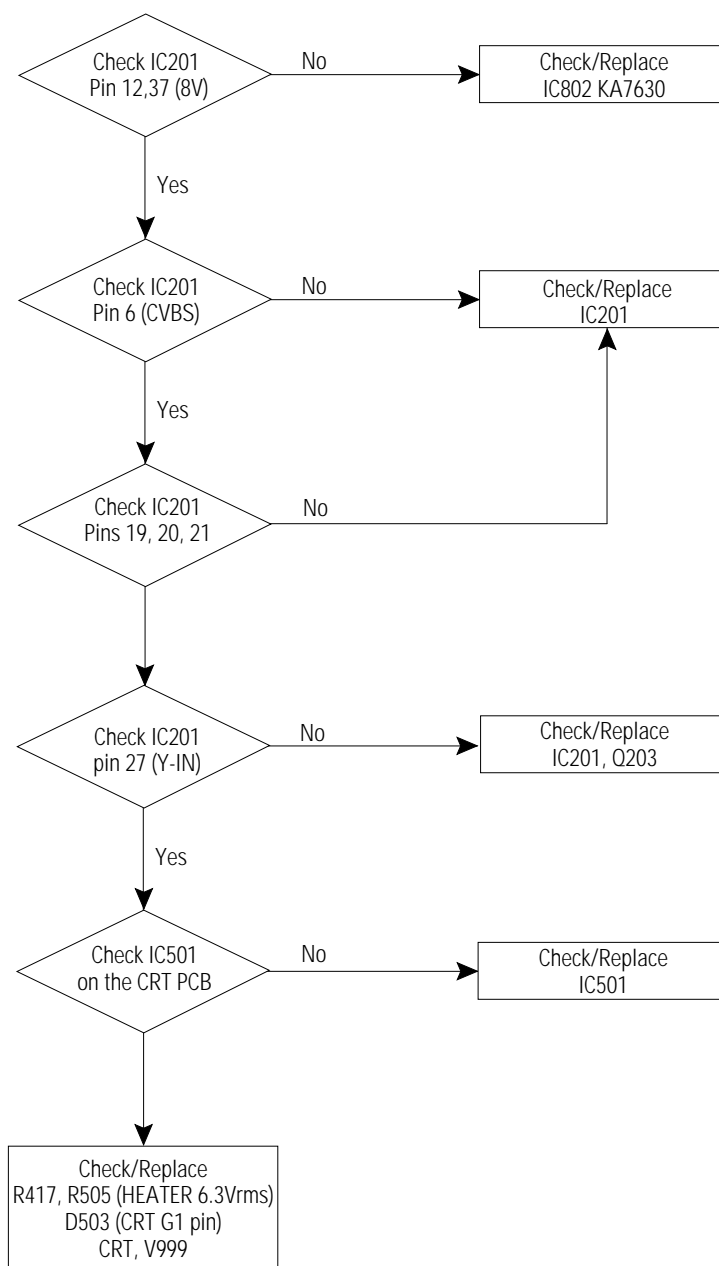 Check IC201
Pin 12,37 (8V)
No
Check/Replace
IC802 KA7630
Yes
Check IC201
Pin 6 (CVBS)
No
Check/Replace
IC201
Yes
Check IC201
Pins 19, 20, 21
No
Check IC201
pin 27 (Y-IN)
No
Check/Replace
IC201, Q203
Yes
Check IC501
on the CRT PCB
No
Check/Replace
IC501
Check/Replace
R417, R505 (HEATER 6.3Vrms)
D503 (CRT G1 pin)
CRT, V999